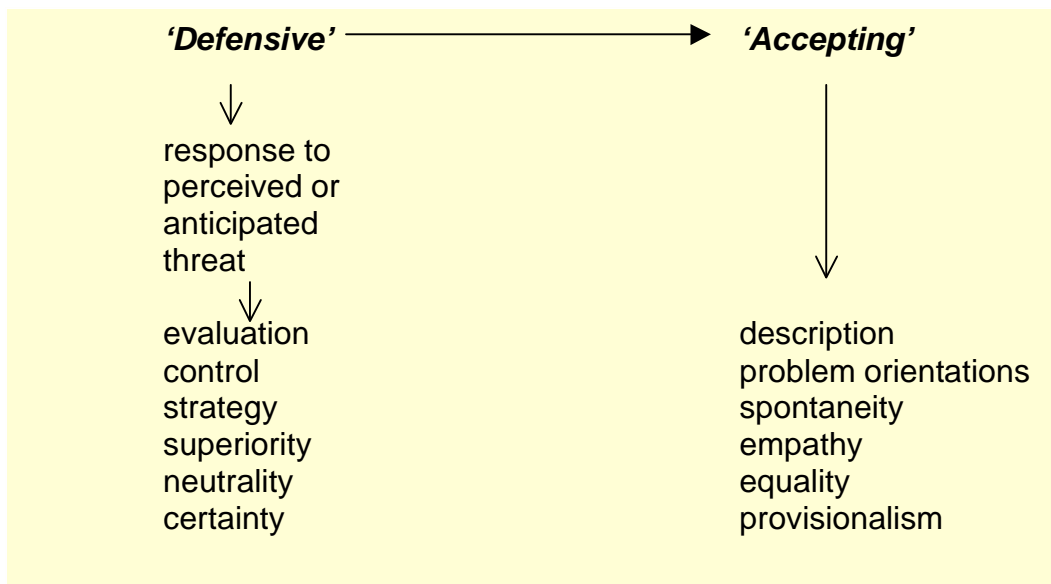 ‘Defensive’ ‘Accepting’
response to
perceived or
anticipated
threat
evaluation
control
strategy
superiority
neutrality
certainty
description
problem orientations
spontaneity
empathy
equality
provisionalism